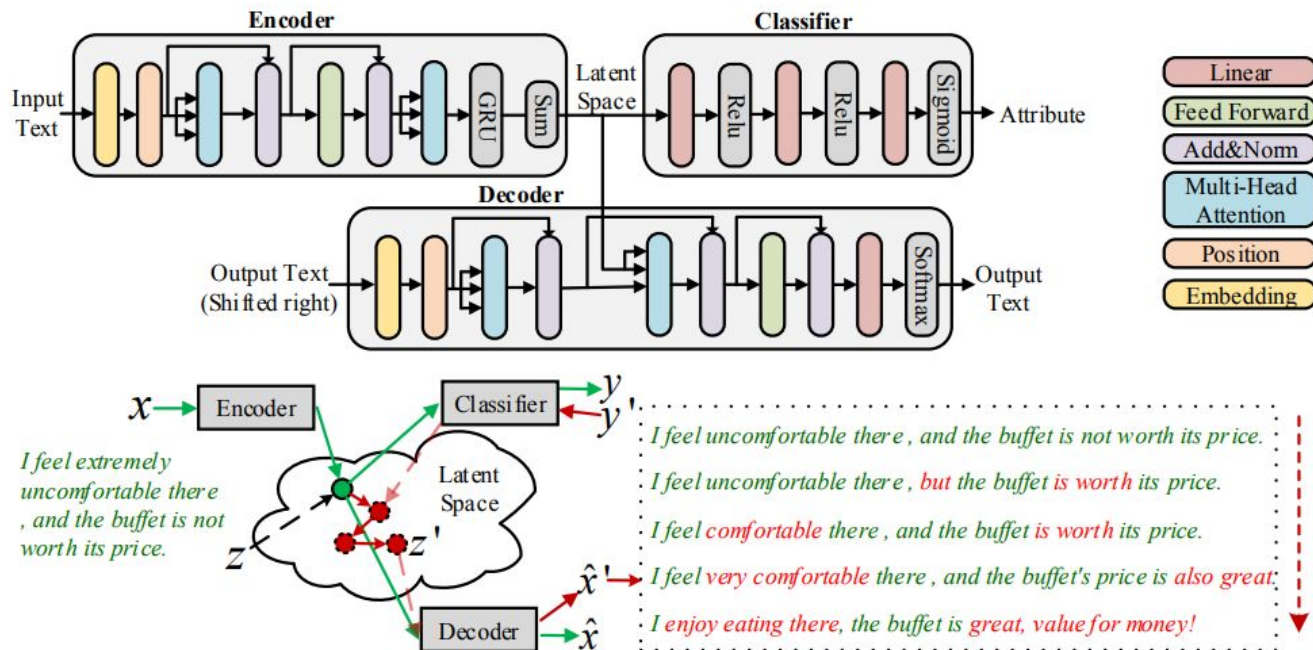 Encoder
Classifier
Input
Text
GRU
Sum
Latent
Space
Relu
Relu
Sigmoid
Attribute
Linear
Feed Forward
Add&Norm
Multi-Head
Attention
Position
Embedding
Decoder
Output Text
(Shifted right)
Softmax
Output
Text
x
Encoder
Classifier
y
y'
I feel extremely
uncomfortable there
, and the buffet is not
worth its price.
Latent
Space
z
z'
Decoder
x̂'
x̂
I feel uncomfortable there , and the buffet is not worth its price.
I feel uncomfortable there , but the buffet is worth its price.
I feel comfortable there , and the buffet is worth its price.
I feel very comfortable there , and the buffet's price is also great.
I enjoy eating there, the buffet is great, value for money!